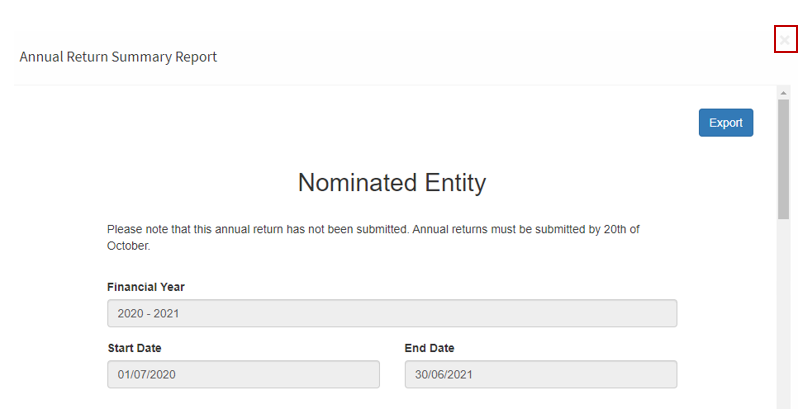 ×
Annual Return Summary Report
Export
Nominated Entity
Please note that this annual return has not been submitted. Annual returns must be submitted by 20th of
October.
Financial Year
2020 - 2021
Start Date
End Date
01/07/2020
30/06/2021